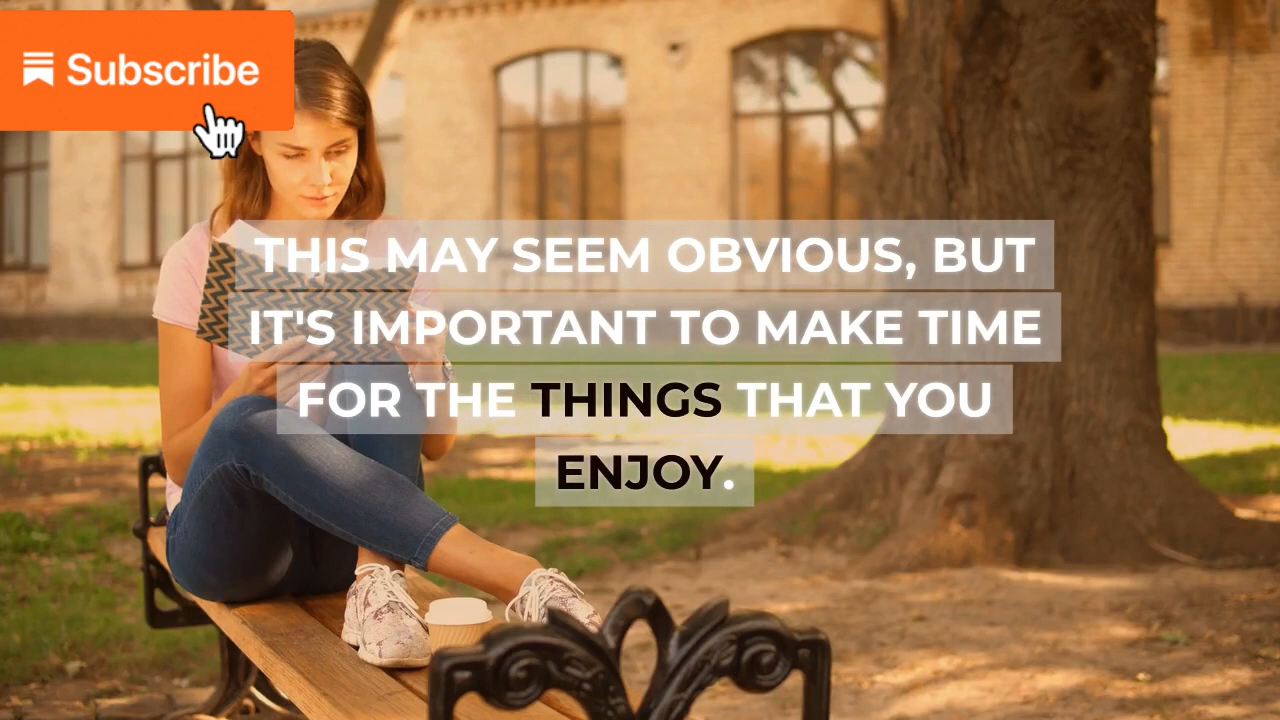 Subscribe
THIS MAY SEEM OBVIOUS, BUT
IT'S IMPORTANT TO MAKE TIME
FOR THE THINGS THAT YOU
ENJOY.